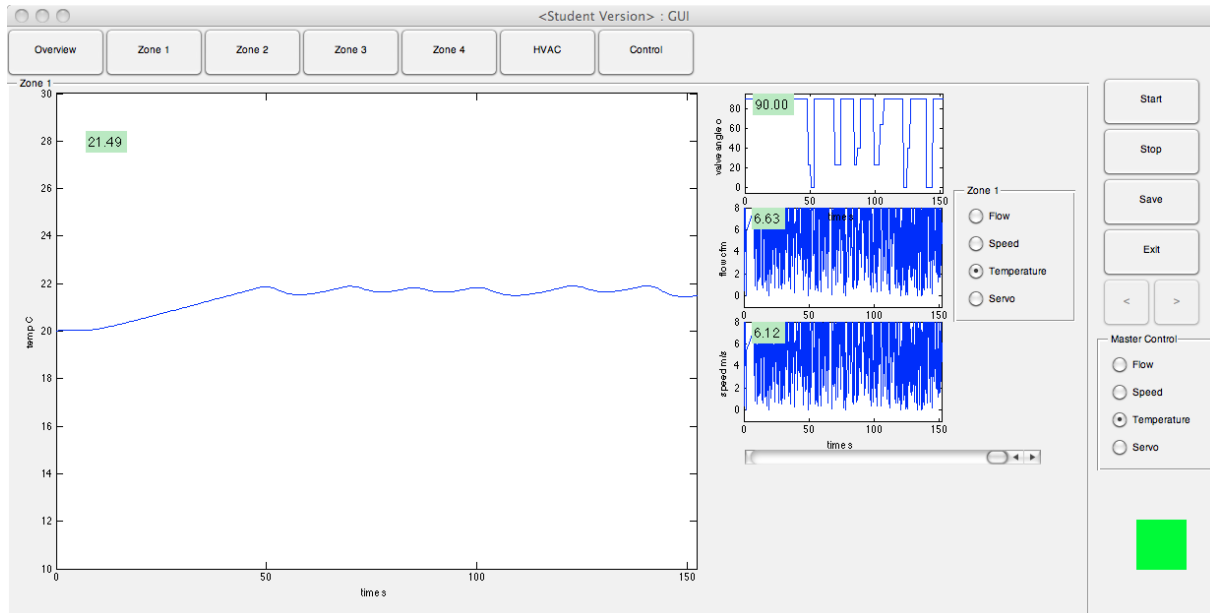 <Student Version> : GUI
Overview
Zone 1
Zone 2
Zone 3
Zone 4
HVAC
Control
Zone 1
30
28
26
24
22
20
18
16
14
12
10
temp C
21.49
0
50
100
150
time s
80
60
40
20
0
valve angle o
90.00
0
50
100
150
time s
8
6
4
2
0
flow cfm
6.63
0
50
100
150
8
6
4
2
0
speed m/s
6.12
0
50
100
150
time s
Zone 1
Flow
Speed
Temperature
Servo
Start
Stop
Save
Exit
<
>
Master Control
Flow
Speed
Temperature
Servo